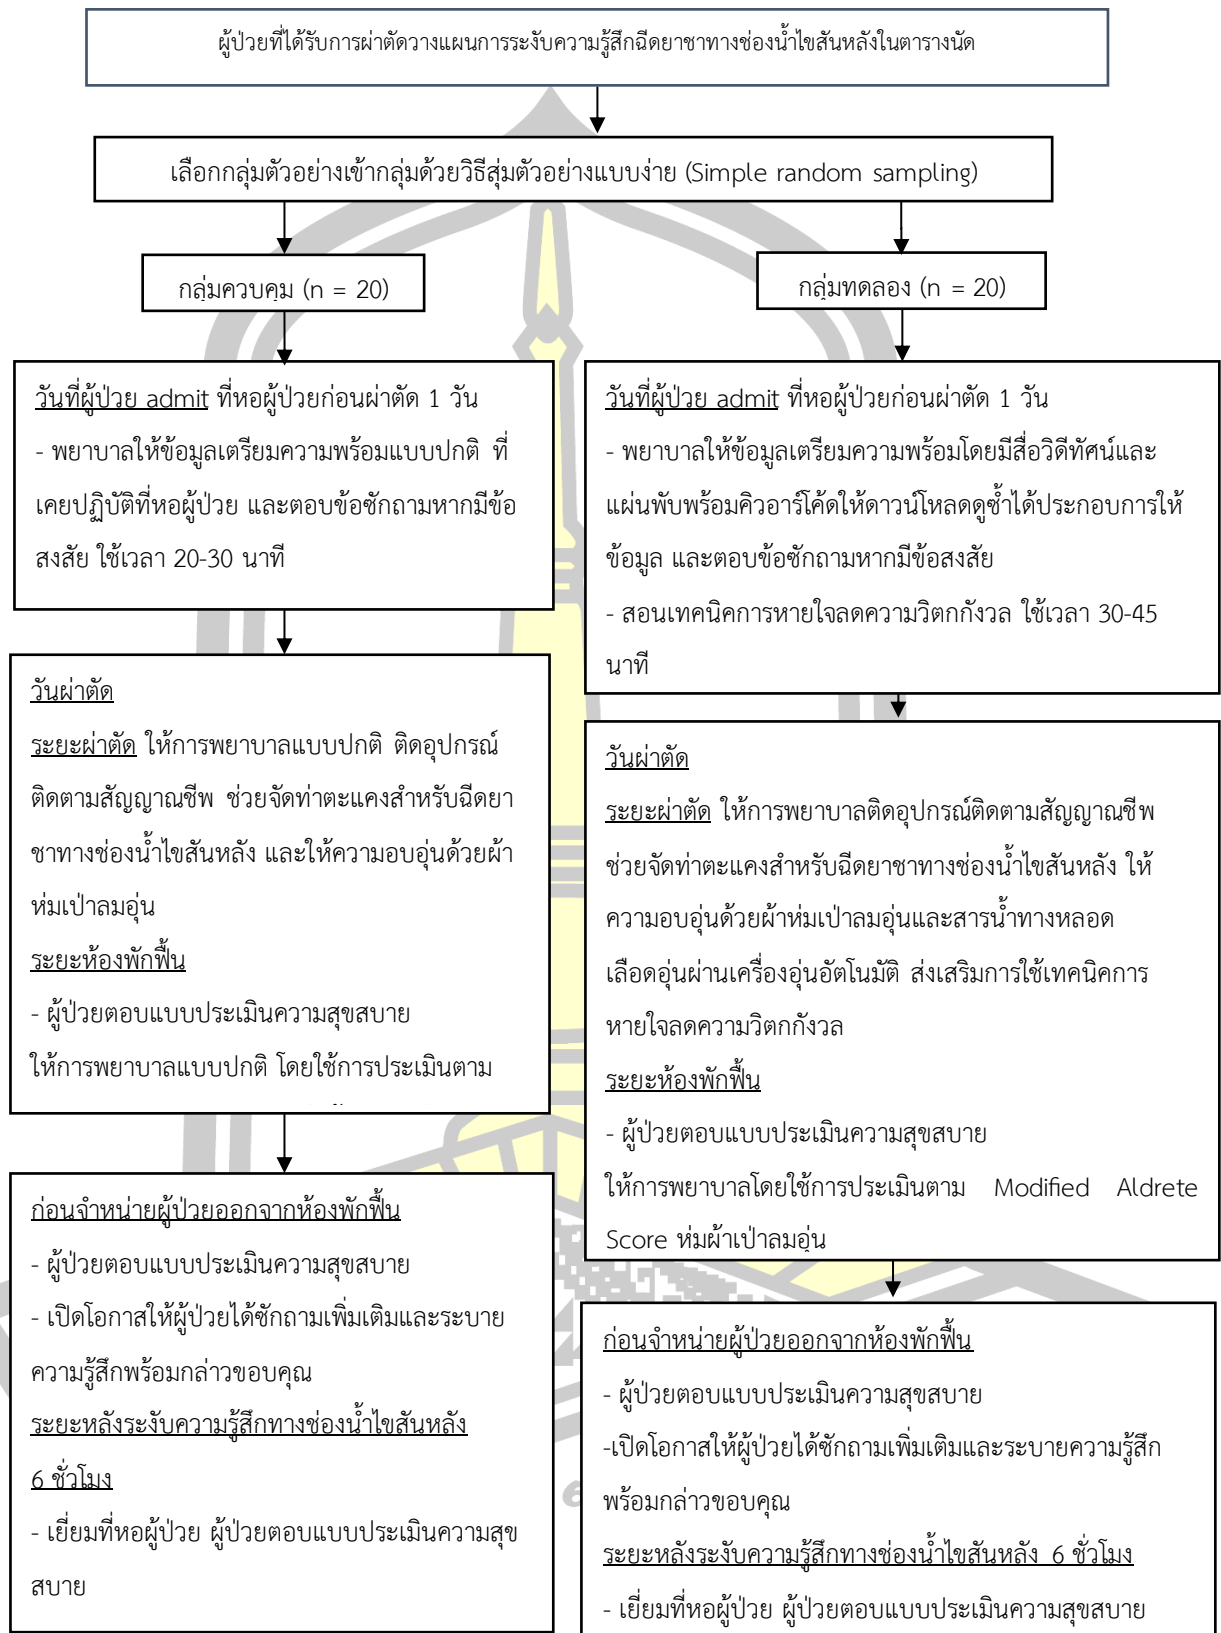 ผู้ป่วยที่ได้รับการผ่าตัดวางแผนการระงับความรู้สึกฉีดยาชาทางช่องน้ำไขสันหลังในตารางนัด
เลือกกลุ่มตัวอย่างเข้ากลุ่มด้วยวิธีสุ่มตัวอย่างแบบง่าย (Simple random sampling)
กลุ่มควบคุม (n = 20)
กลุ่มทดลอง (n = 20)
วันที่ผู้ป่วย admit ที่หอผู้ป่วยก่อนผ่าตัด 1 วัน
- พยาบาลให้ข้อมูลเตรียมความพร้อมแบบปกติ ที่
เคยปฏิบัติที่หอผู้ป่วย และตอบข้อซักถามหากมีข้อ
สงสัย ใช้เวลา 20-30 นาที
วันที่ผู้ป่วย admit ที่หอผู้ป่วยก่อนผ่าตัด 1 วัน
- พยาบาลให้ข้อมูลเตรียมความพร้อมโดยมีสื่อวิดีทัศน์และ
แผ่นพับพร้อมคิวอาร์โค้ดให้ดาวน์โหลดดูซ้ำได้ประกอบการให้
ข้อมูล และตอบข้อซักถามหากมีข้อสงสัย
- สอนเทคนิคการหายใจลดความวิตกกังวล ใช้เวลา 30-45
นาที
วันผ่าตัด
ระยะผ่าตัด ให้การพยาบาลแบบปกติ ติดอุปกรณ์
ติดตามสัญญาณชีพ ช่วยจัดท่าตะแคงสำหรับฉีดยา
ชาทางช่องน้ำไขสันหลัง และให้ความอบอุ่นด้วยผ้า
ห่มเป่าลมอุ่น
ระยะห้องพักฟื้น
- ผู้ป่วยตอบแบบประเมินความสุขสบาย
ให้การพยาบาลแบบปกติ โดยใช้การประเมินตาม
วันผ่าตัด
ระยะผ่าตัด ให้การพยาบาลติดอุปกรณ์ติดตามสัญญาณชีพ
ช่วยจัดท่าตะแคงสำหรับฉีดยาชาทางช่องน้ำไขสันหลัง ให้
ความอบอุ่นด้วยผ้าห่มเป่าลมอุ่นและสารน้ำทางหลอด
เลือดอุ่นผ่านเครื่องอุ่นอัตโนมัติ ส่งเสริมการใช้เทคนิคการ
หายใจลดความวิตกกังวล
ระยะห้องพักฟื้น
- ผู้ป่วยตอบแบบประเมินความสุขสบาย
ให้การพยาบาลโดยใช้การประเมินตาม Modified Aldrete
Score ห่มผ้าเป่าลมอุ่น
ก่อนจำหน่ายผู้ป่วยออกจากห้องพักฟื้น
- ผู้ป่วยตอบแบบประเมินความสุขสบาย
- เปิดโอกาสให้ผู้ป่วยได้ซักถามเพิ่มเติมและระบาย
ความรู้สึกพร้อมกล่าวขอบคุณ
ระยะหลังระงับความรู้สึกทางช่องน้ำไขสันหลัง
6 ชั่วโมง
- เยี่ยมที่หอผู้ป่วย ผู้ป่วยตอบแบบประเมินความสุข
สบาย
ก่อนจำหน่ายผู้ป่วยออกจากห้องพักฟื้น
- ผู้ป่วยตอบแบบประเมินความสุขสบาย
-เปิดโอกาสให้ผู้ป่วยได้ซักถามเพิ่มเติมและระบายความรู้สึก
พร้อมกล่าวขอบคุณ
ระยะหลังระงับความรู้สึกทางช่องน้ำไขสันหลัง 6 ชั่วโมง
- เยี่ยมที่หอผู้ป่วย ผู้ป่วยตอบแบบประเมินความสุขสบาย